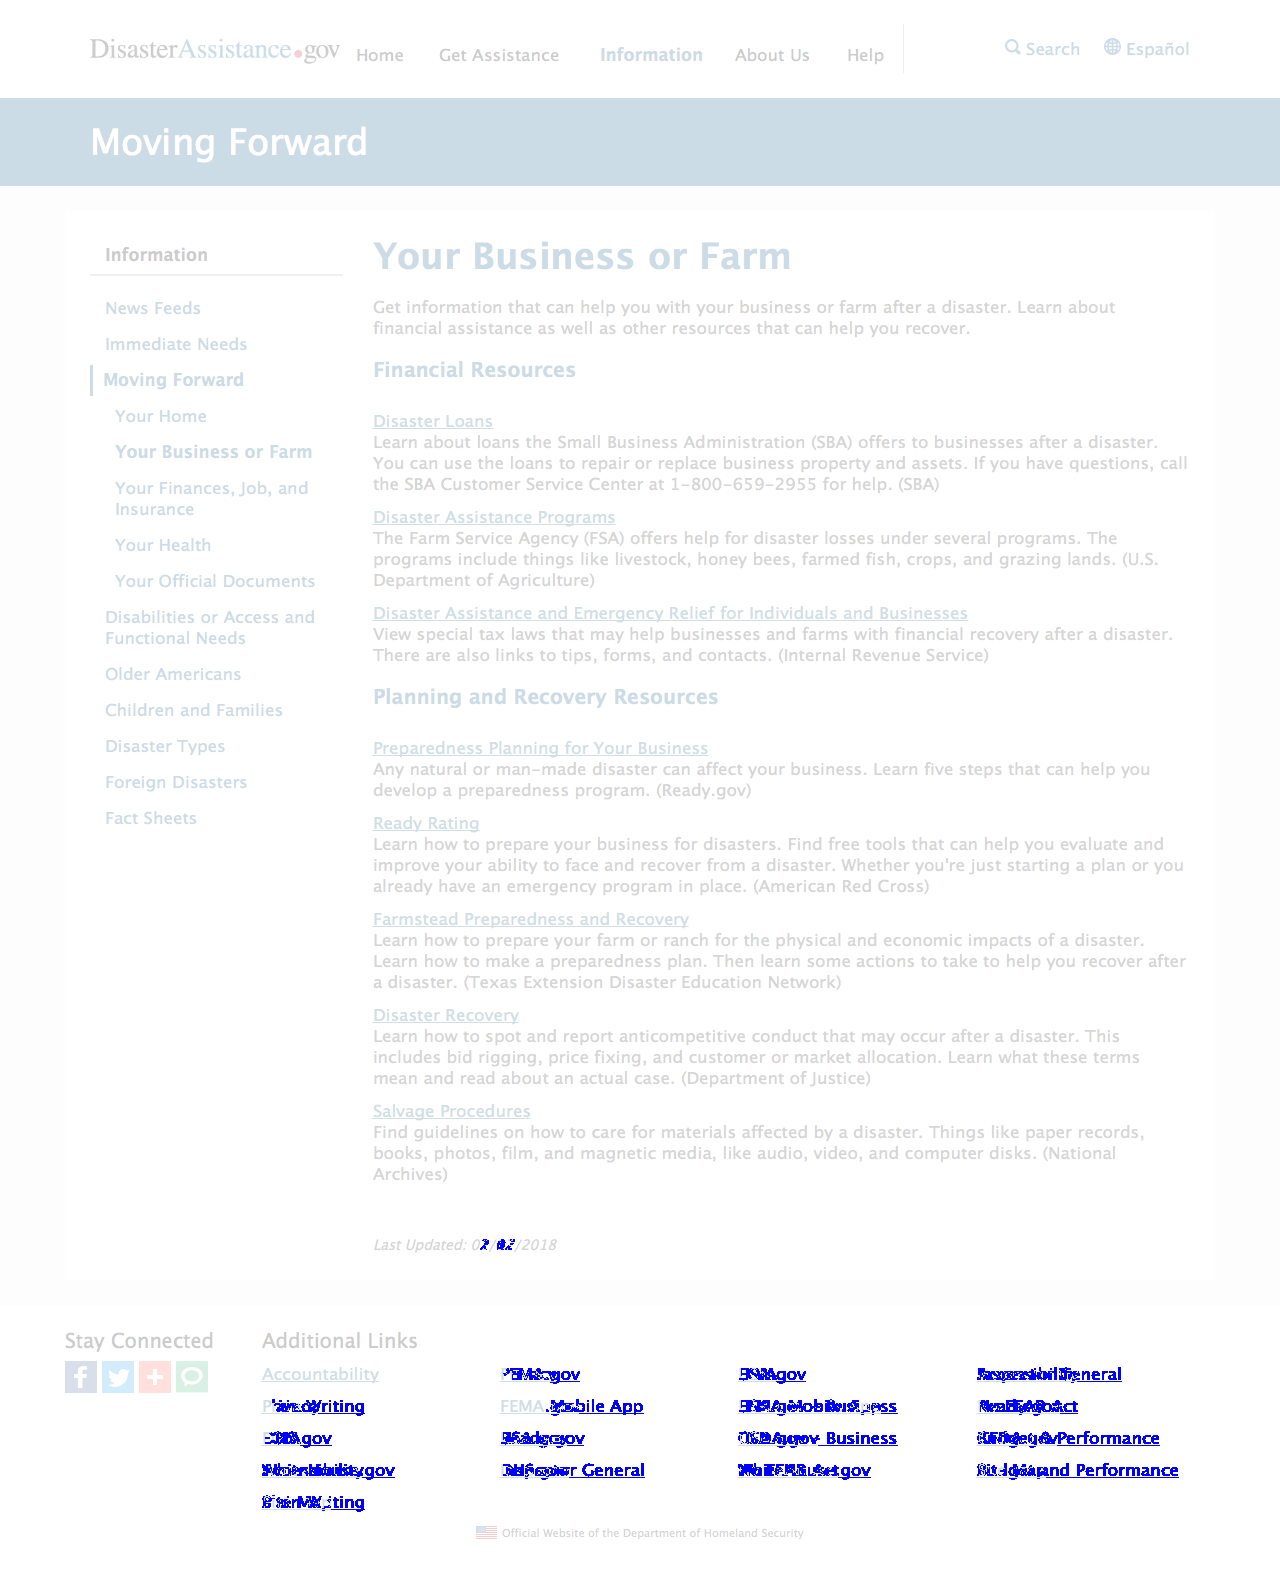 DisasterAssistance.gov Home Get Assistance Information About Us Help Search Español
Moving Forward
Information
News Feeds
Immediate Needs
Moving Forward
Your Home
Your Business or Farm
Your Finances, Job, and
Insurance
Your Health
Your Official Documents
Disabilities or Access and
Functional Needs
Older Americans
Children and Families
Disaster Types
Foreign Disasters
Fact Sheets
Your Business or Farm
Get information that can help you with your business or farm after a disaster. Learn about
financial assistance as well as other resources that can help you recover.
Financial Resources
Disaster Loans
Learn about loans the Small Business Administration (SBA) offers to businesses after a disaster.
You can use the loans to repair or replace business property and assets. If you have questions, call
the SBA Customer Service Center at 1-800-659-2955 for help. (SBA)
Disaster Assistance Programs
The Farm Service Agency (FSA) offers help for disaster losses under several programs. The
programs include things like livestock, honey bees, farmed fish, crops, and grazing lands. (U.S.
Department of Agriculture)
Disaster Assistance and Emergency Relief for Individuals and Businesses
View special tax laws that may help businesses and farms with financial recovery after a disaster.
There are also links to tips, forms, and contacts. (Internal Revenue Service)
Planning and Recovery Resources
Preparedness Planning for Your Business
Any natural or man-made disaster can affect your business. Learn five steps that can help you
develop a preparedness program. (Ready.gov)
Ready Rating
Learn how to prepare your business for disasters. Find free tools that can help you evaluate and
improve your ability to face and recover from a disaster. Whether you're just starting a plan or you
already have an emergency program in place. (American Red Cross)
Farmstead Preparedness and Recovery
Learn how to prepare your farm or ranch for the physical and economic impacts of a disaster.
Learn how to make a preparedness plan. Then learn some actions to take to help you recover after
a disaster. (Texas Extension Disaster Education Network)
Disaster Recovery
Learn how to spot and report anticompetitive conduct that may occur after a disaster. This
includes bid rigging, price fixing, and customer or market allocation. Learn what these terms
mean and read about an actual case. (Department of Justice)
Salvage Procedures
Find guidelines on how to care for materials affected by a disaster. Things like paper records,
books, photos, film, and magnetic media, like audio, video, and computer disks. (National
Archives)
Last Updated: /2018
Stay Connected
Additional Links
Accountability General
Writing FEMA Mobile App
Business Performance
General and Performance
Official Website of the Department of Homeland Security